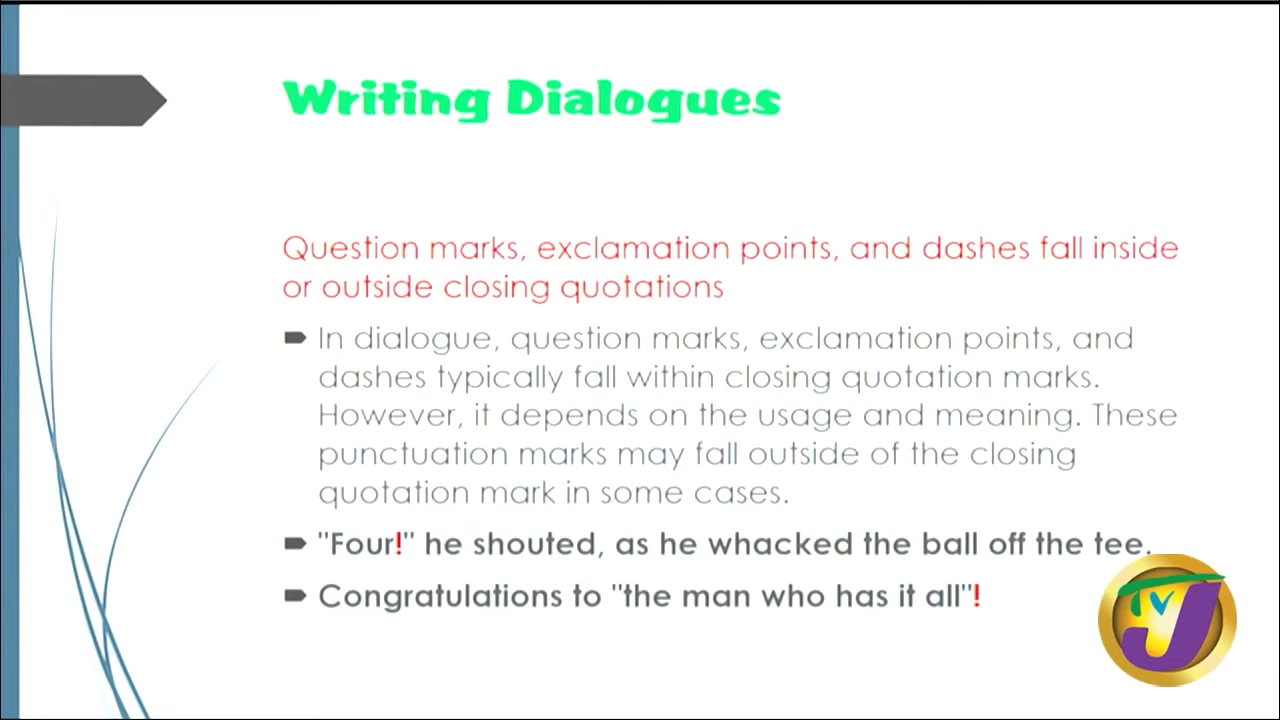 Writing Dialogues
Question marks, exclamation points, and dashes fall inside
or outside closing quotations
In dialogue, question marks, exclamation points, and
dashes typically fall within closing quotation marks.
However, it depends on the usage and meaning. These
punctuation marks may fall outside of the closing
quotation mark in some cases.
"Four!" he shouted, as he whacked the ball off the tee.
Congratulations to "the man who has it all"!
TVJ